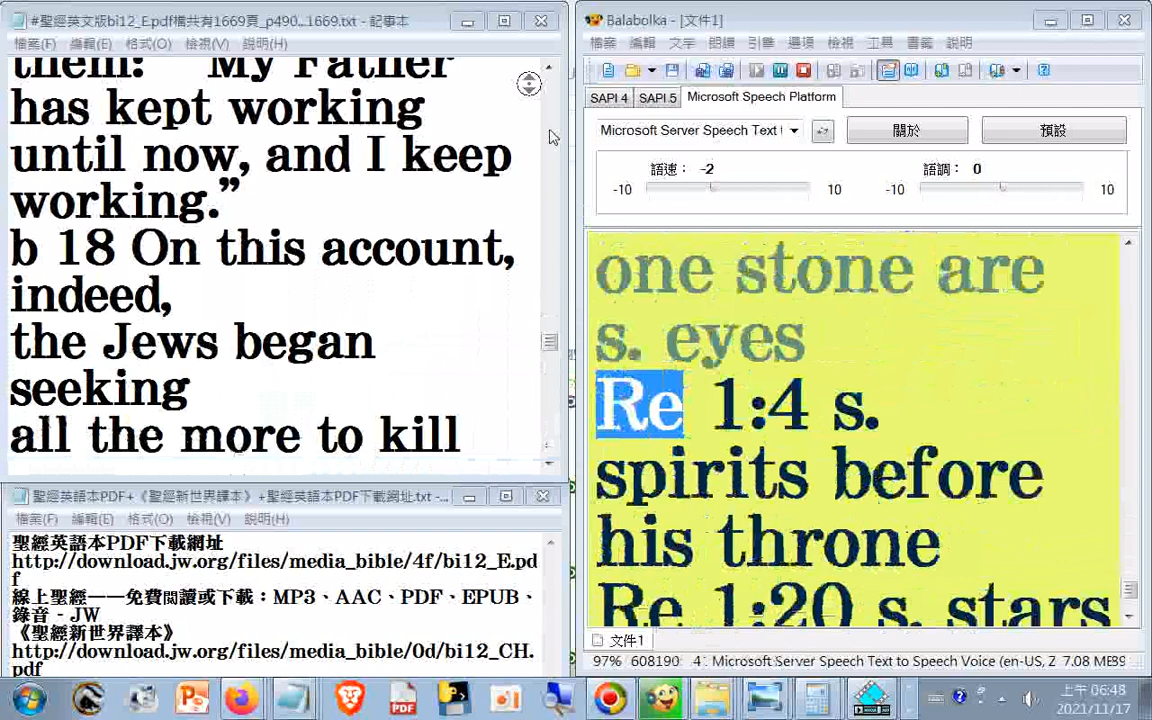 #聖經英文版bi12_E.pdf構共有1669頁_p490...1669.txt - 記事本
檔案(F) 編輯(E) 格式(O) 檢視(V) 說明(H)
them: “My Father
has kept working
until now, and I keep
working.”
b 18 On this account,
indeed,
the Jews began
seeking
all the more to kill
聖經英語本PDF+《聖經新世界譯本》+聖經英語本PDF下載網址.txt -...
檔案(F) 編輯(E) 格式(O) 檢視(V) 說明(H)
聖經英語本PDF下載網址
http://download.jw.org/files/media_bible/4f/bi12_E.pd
f
線上聖經——免費閱讀或下載：MP3、AAC、PDF、EPUB、
錄音 - JW
《聖經新世界譯本》
http://download.jw.org/files/media_bible/0d/bi12_CH.
pdf
Balabolka - [文件1]
檔案 編輯 文字 朗讀 引擎 選項 檢視 工具 書籤 說明
SAPI 4 SAPI 5 Microsoft Speech Platform
Microsoft Server Speech Text 關於 預設
語速： -2 語調： 0
-10 10 -10 10
one stone are
s. eyes
Re 1:4 s.
spirits before
his throne
Re 1:20 s. stars
文件1
97% 608190 Microsoft Server Speech Text to Speech Voice (en-US, Z 7.08 MB
上午 06:48
2021/11/17